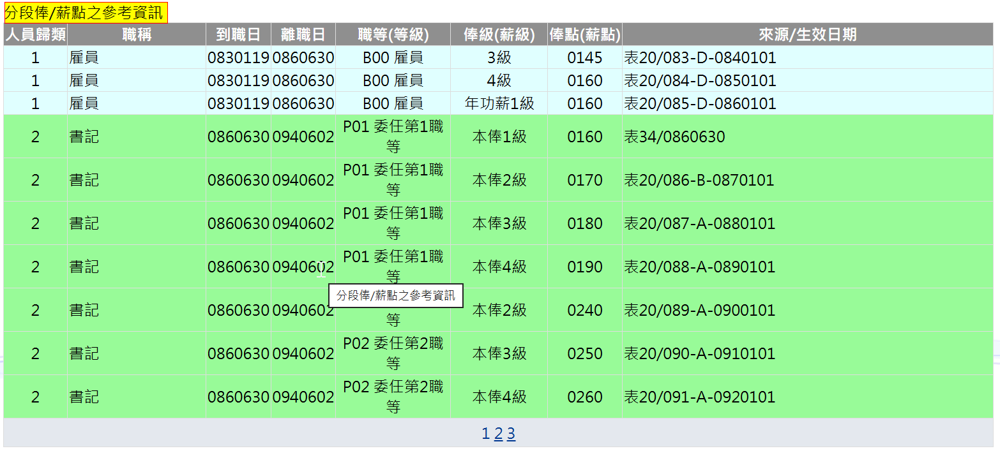 分段俸/薪點之參考資訊
人員歸類 職稱 到職日 離職日 職等(等級) 俸級(薪級) 俸點(薪點) 來源/生效日期
1 雇員 0830119 0860630 B00 雇員 3級 0145 表20/083-D-0840101
1 雇員 0830119 0860630 B00 雇員 4級 0160 表20/084-D-0850101
1 雇員 0830119 0860630 B00 雇員 年功薪1級 0160 表20/085-D-0860101
P01 委任第1職
2 書記 0860630 0940602 本俸1級 0160 表34/0860630
等
P01 委任第1職
2 書記 0860630 0940602 本俸2級 0170 表20/086-B-0870101
等
P01 委任第1職
2 書記 0860630 0940602 本俸3級 0180 表20/087-A-0880101
等
P01 委任第1職
2 書記 0860630 0940602 本俸4級 0190 表20/088-A-0890101
等
分段俸/薪點之參考資訊
2 書記 0860630 0940602 本俸2級 0240 表20/089-A-0900101
等
P02 委任第2職
2 書記 0860630 0940602 本俸3級 0250 表20/090-A-0910101
等
P02 委任第2職
2 書記 0860630 0940602 本俸4級 0260 表20/091-A-0920101
等
1 2 3